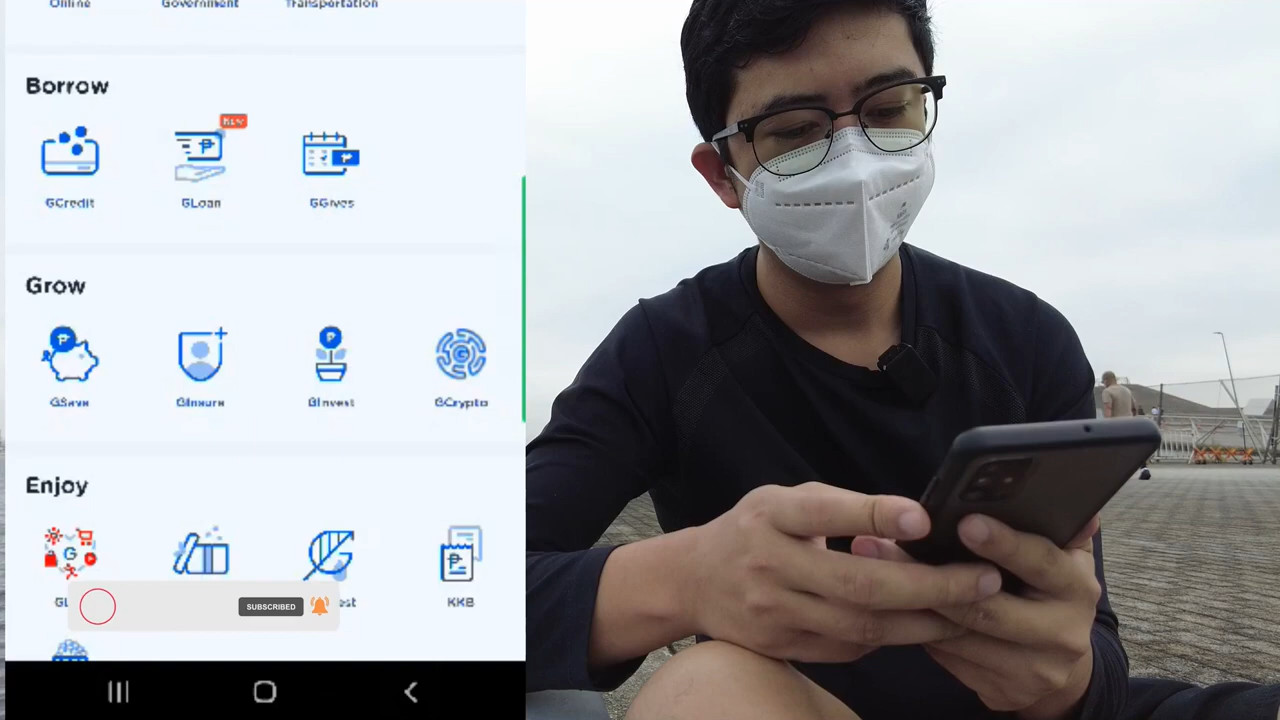 Online Government Transportation
Borrow
New
GCredit GLoan GGives
Grow
GSave GInsure GInvest GCrypto
Enjoy
KKB
SUBSCRIBED